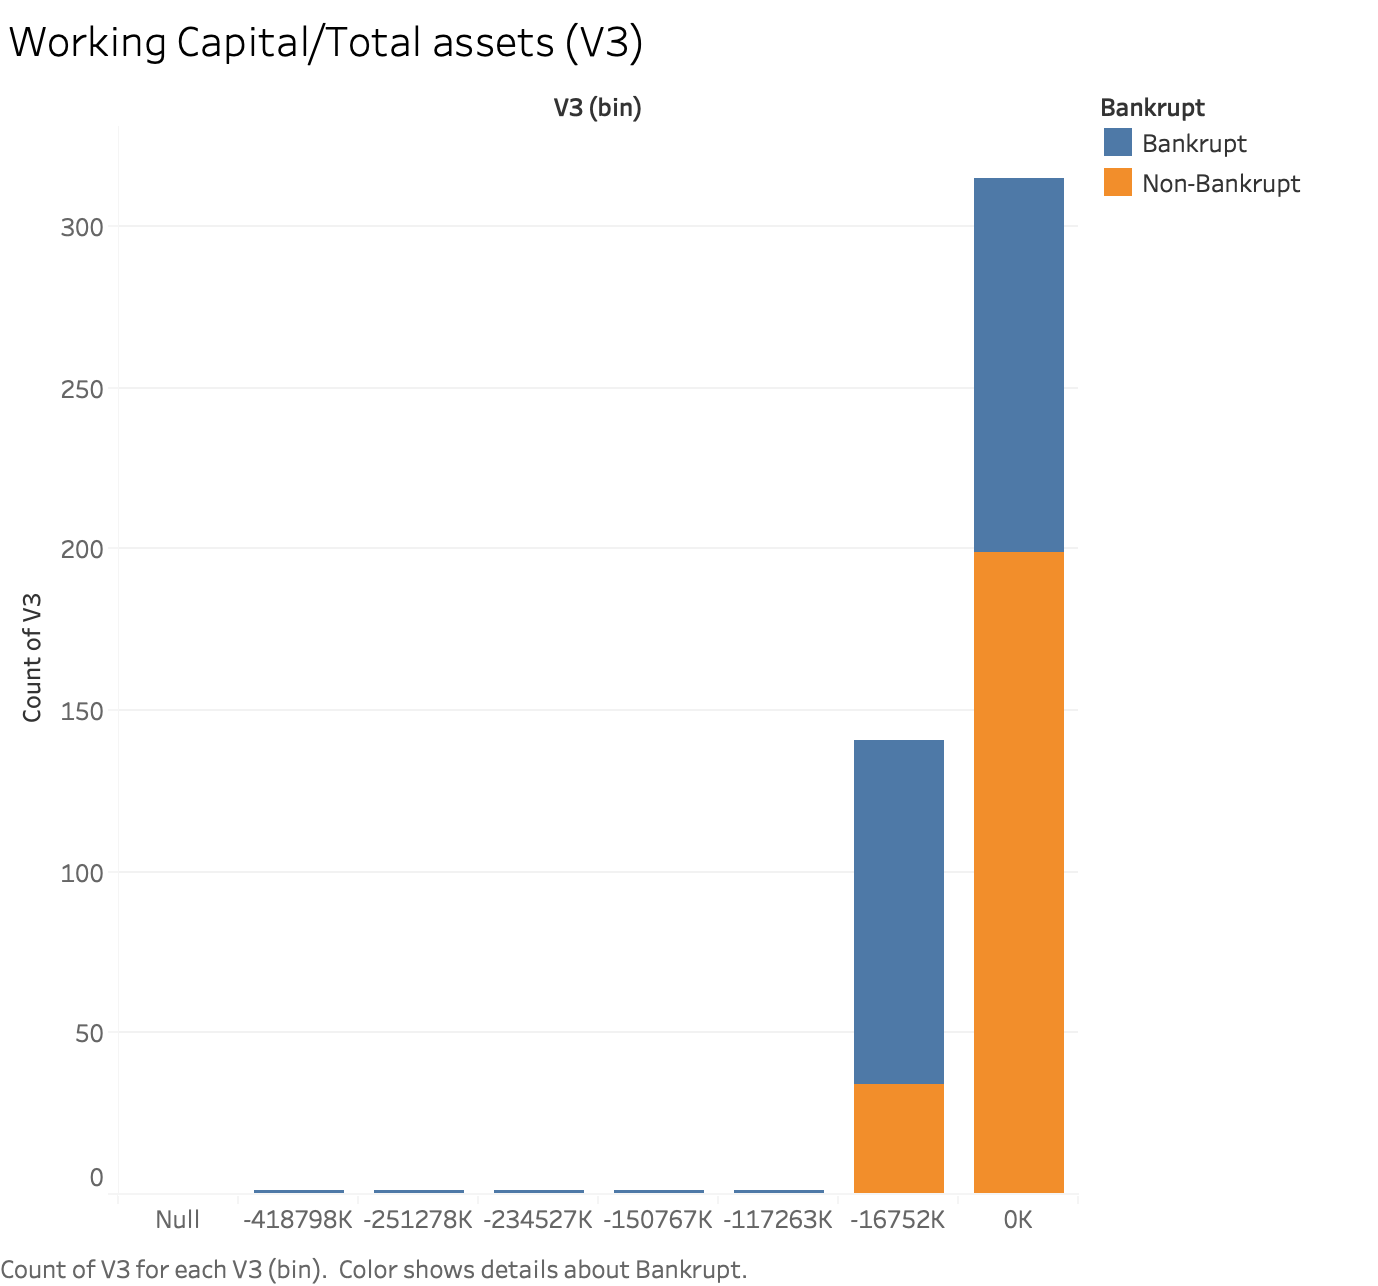 Working Capital/Total assets (V3)
V3 (bin)
Bankrupt
Bankrupt
Non-Bankrupt
300
250
200
150
100
50
0
Count of V3
Null -418798K -251278K -234527K -150767K -117263K -16752K 0K
Count of V3 for each V3 (bin). Color shows details about Bankrupt.